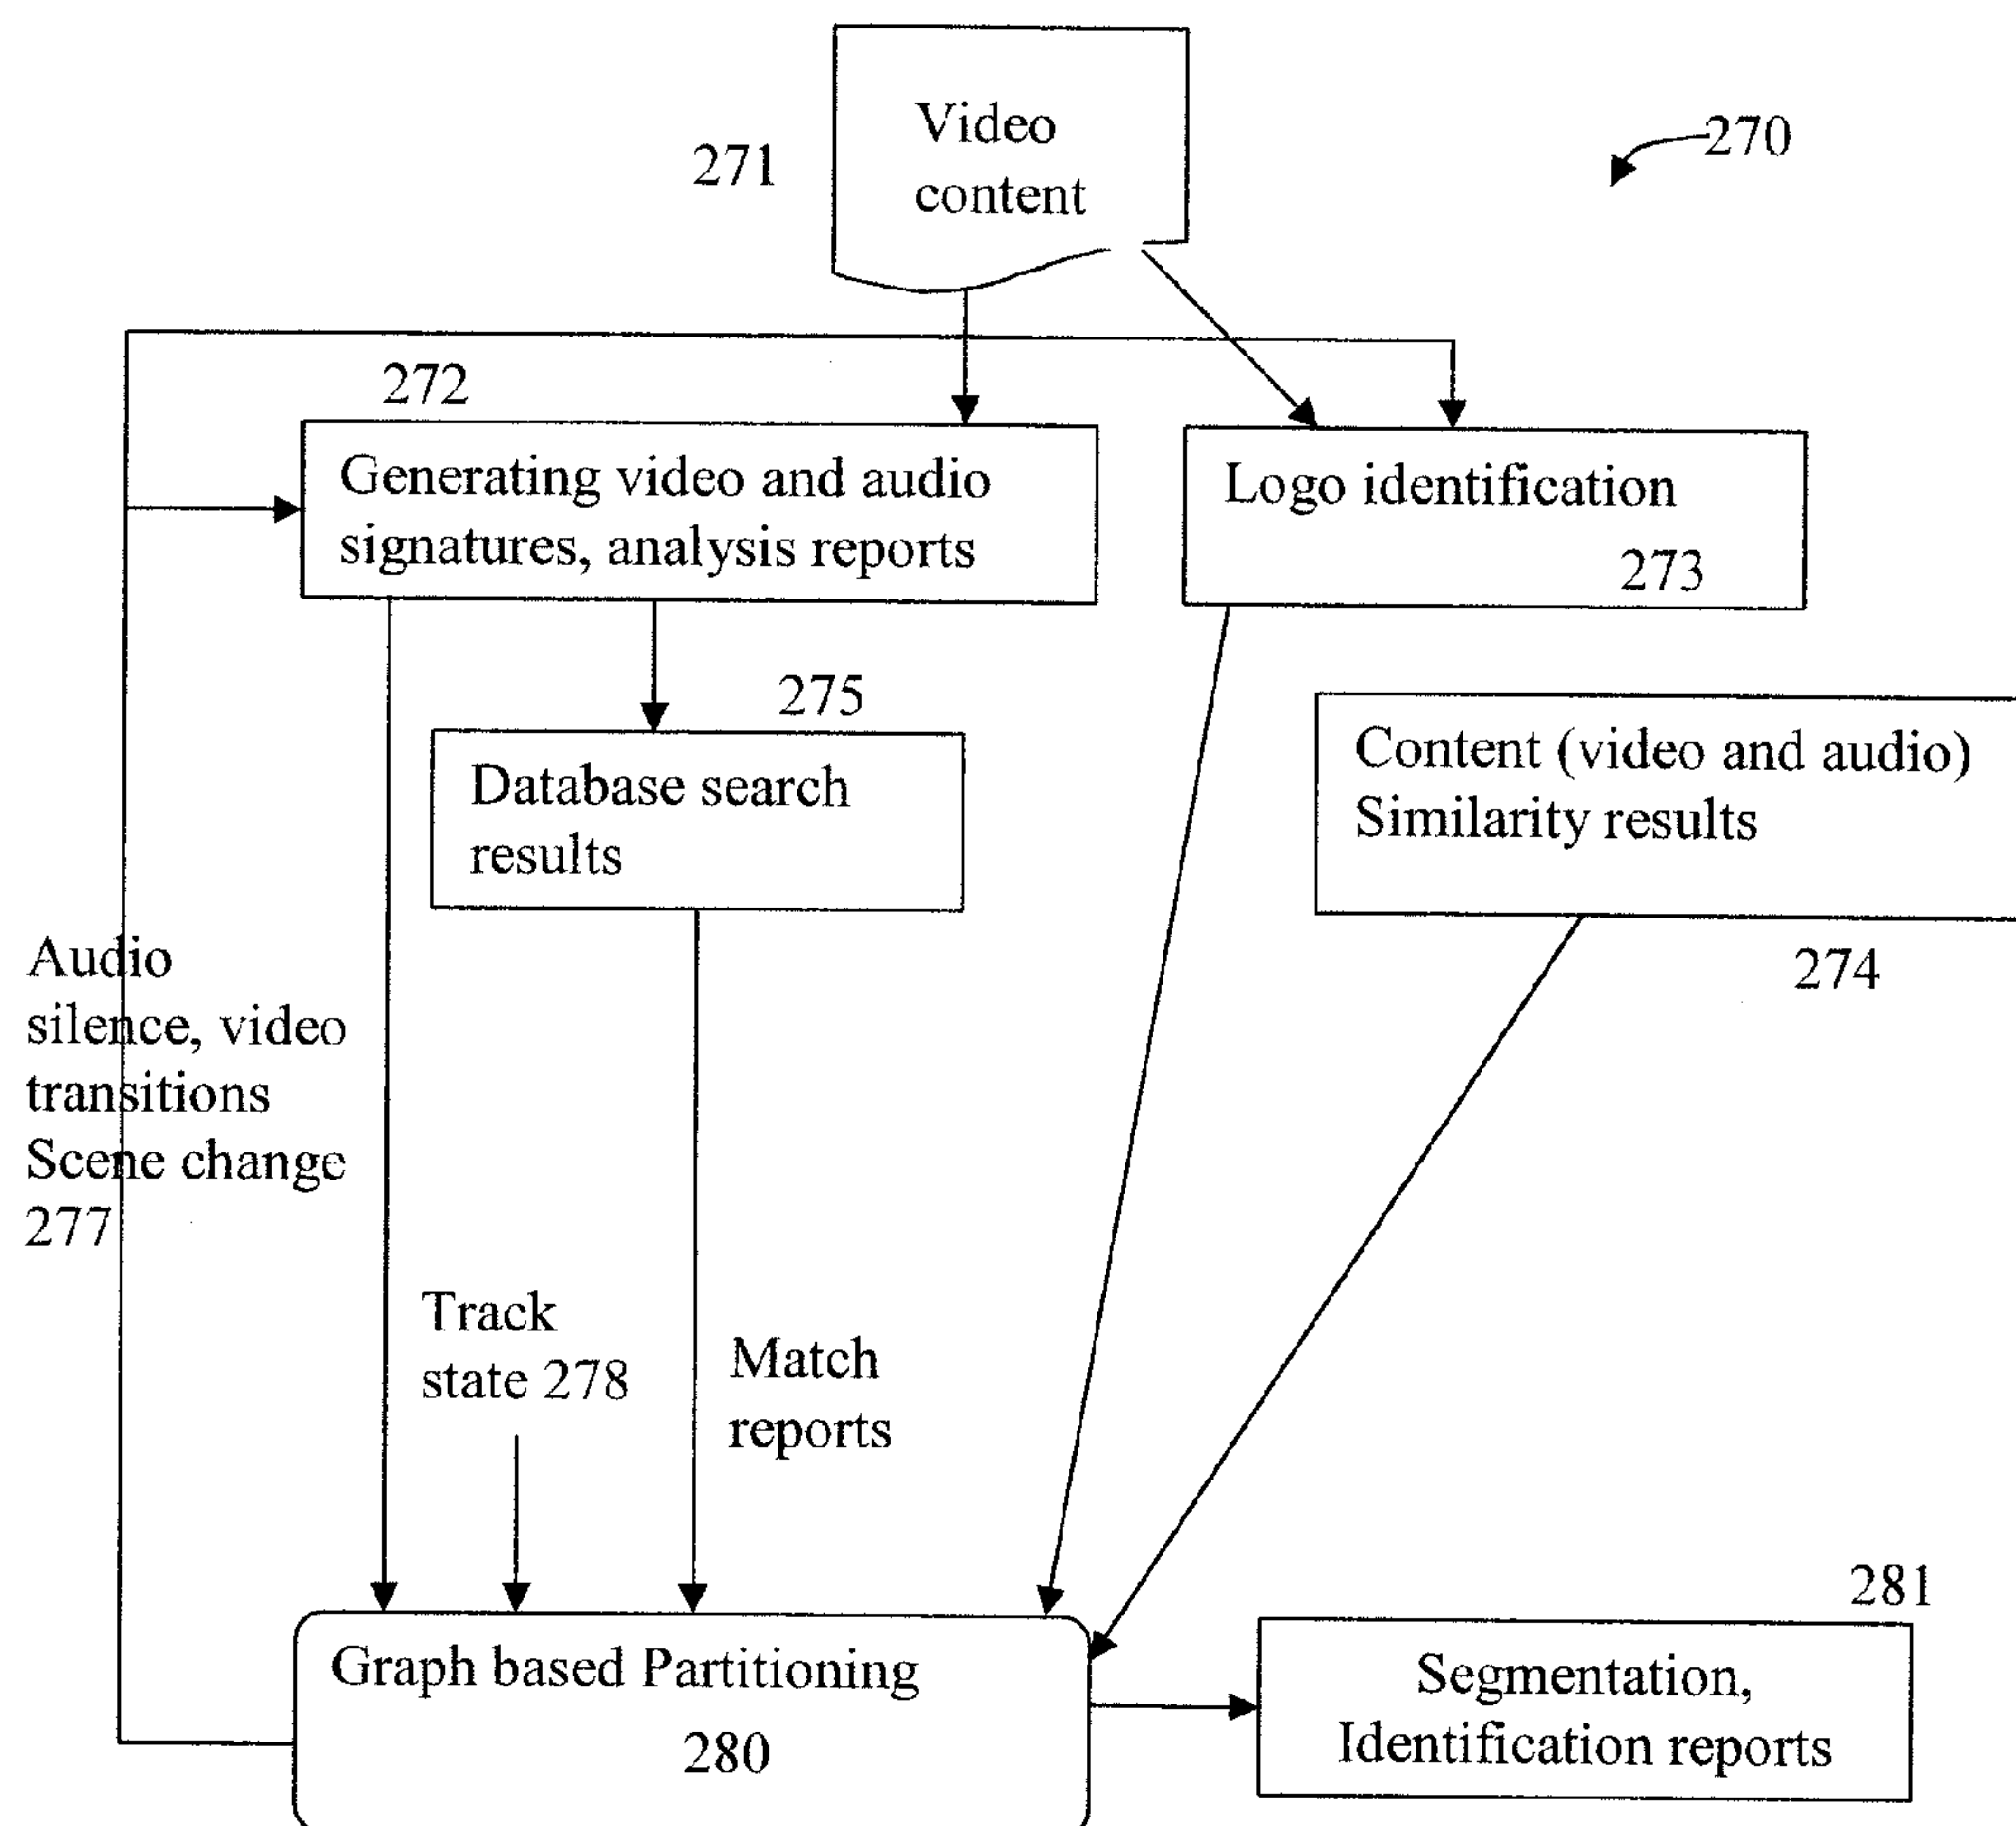 Video
content
271
270
272
Generating video and audio
signatures, analysis reports
Logo identification
273
275
Database search
results
Content (video and audio)
Similarity results
274
Audio
silence, video
transitions
Scene change
277
Track
state 278
Match
reports
Graph based Partitioning
280
281
Segmentation,
Identification reports